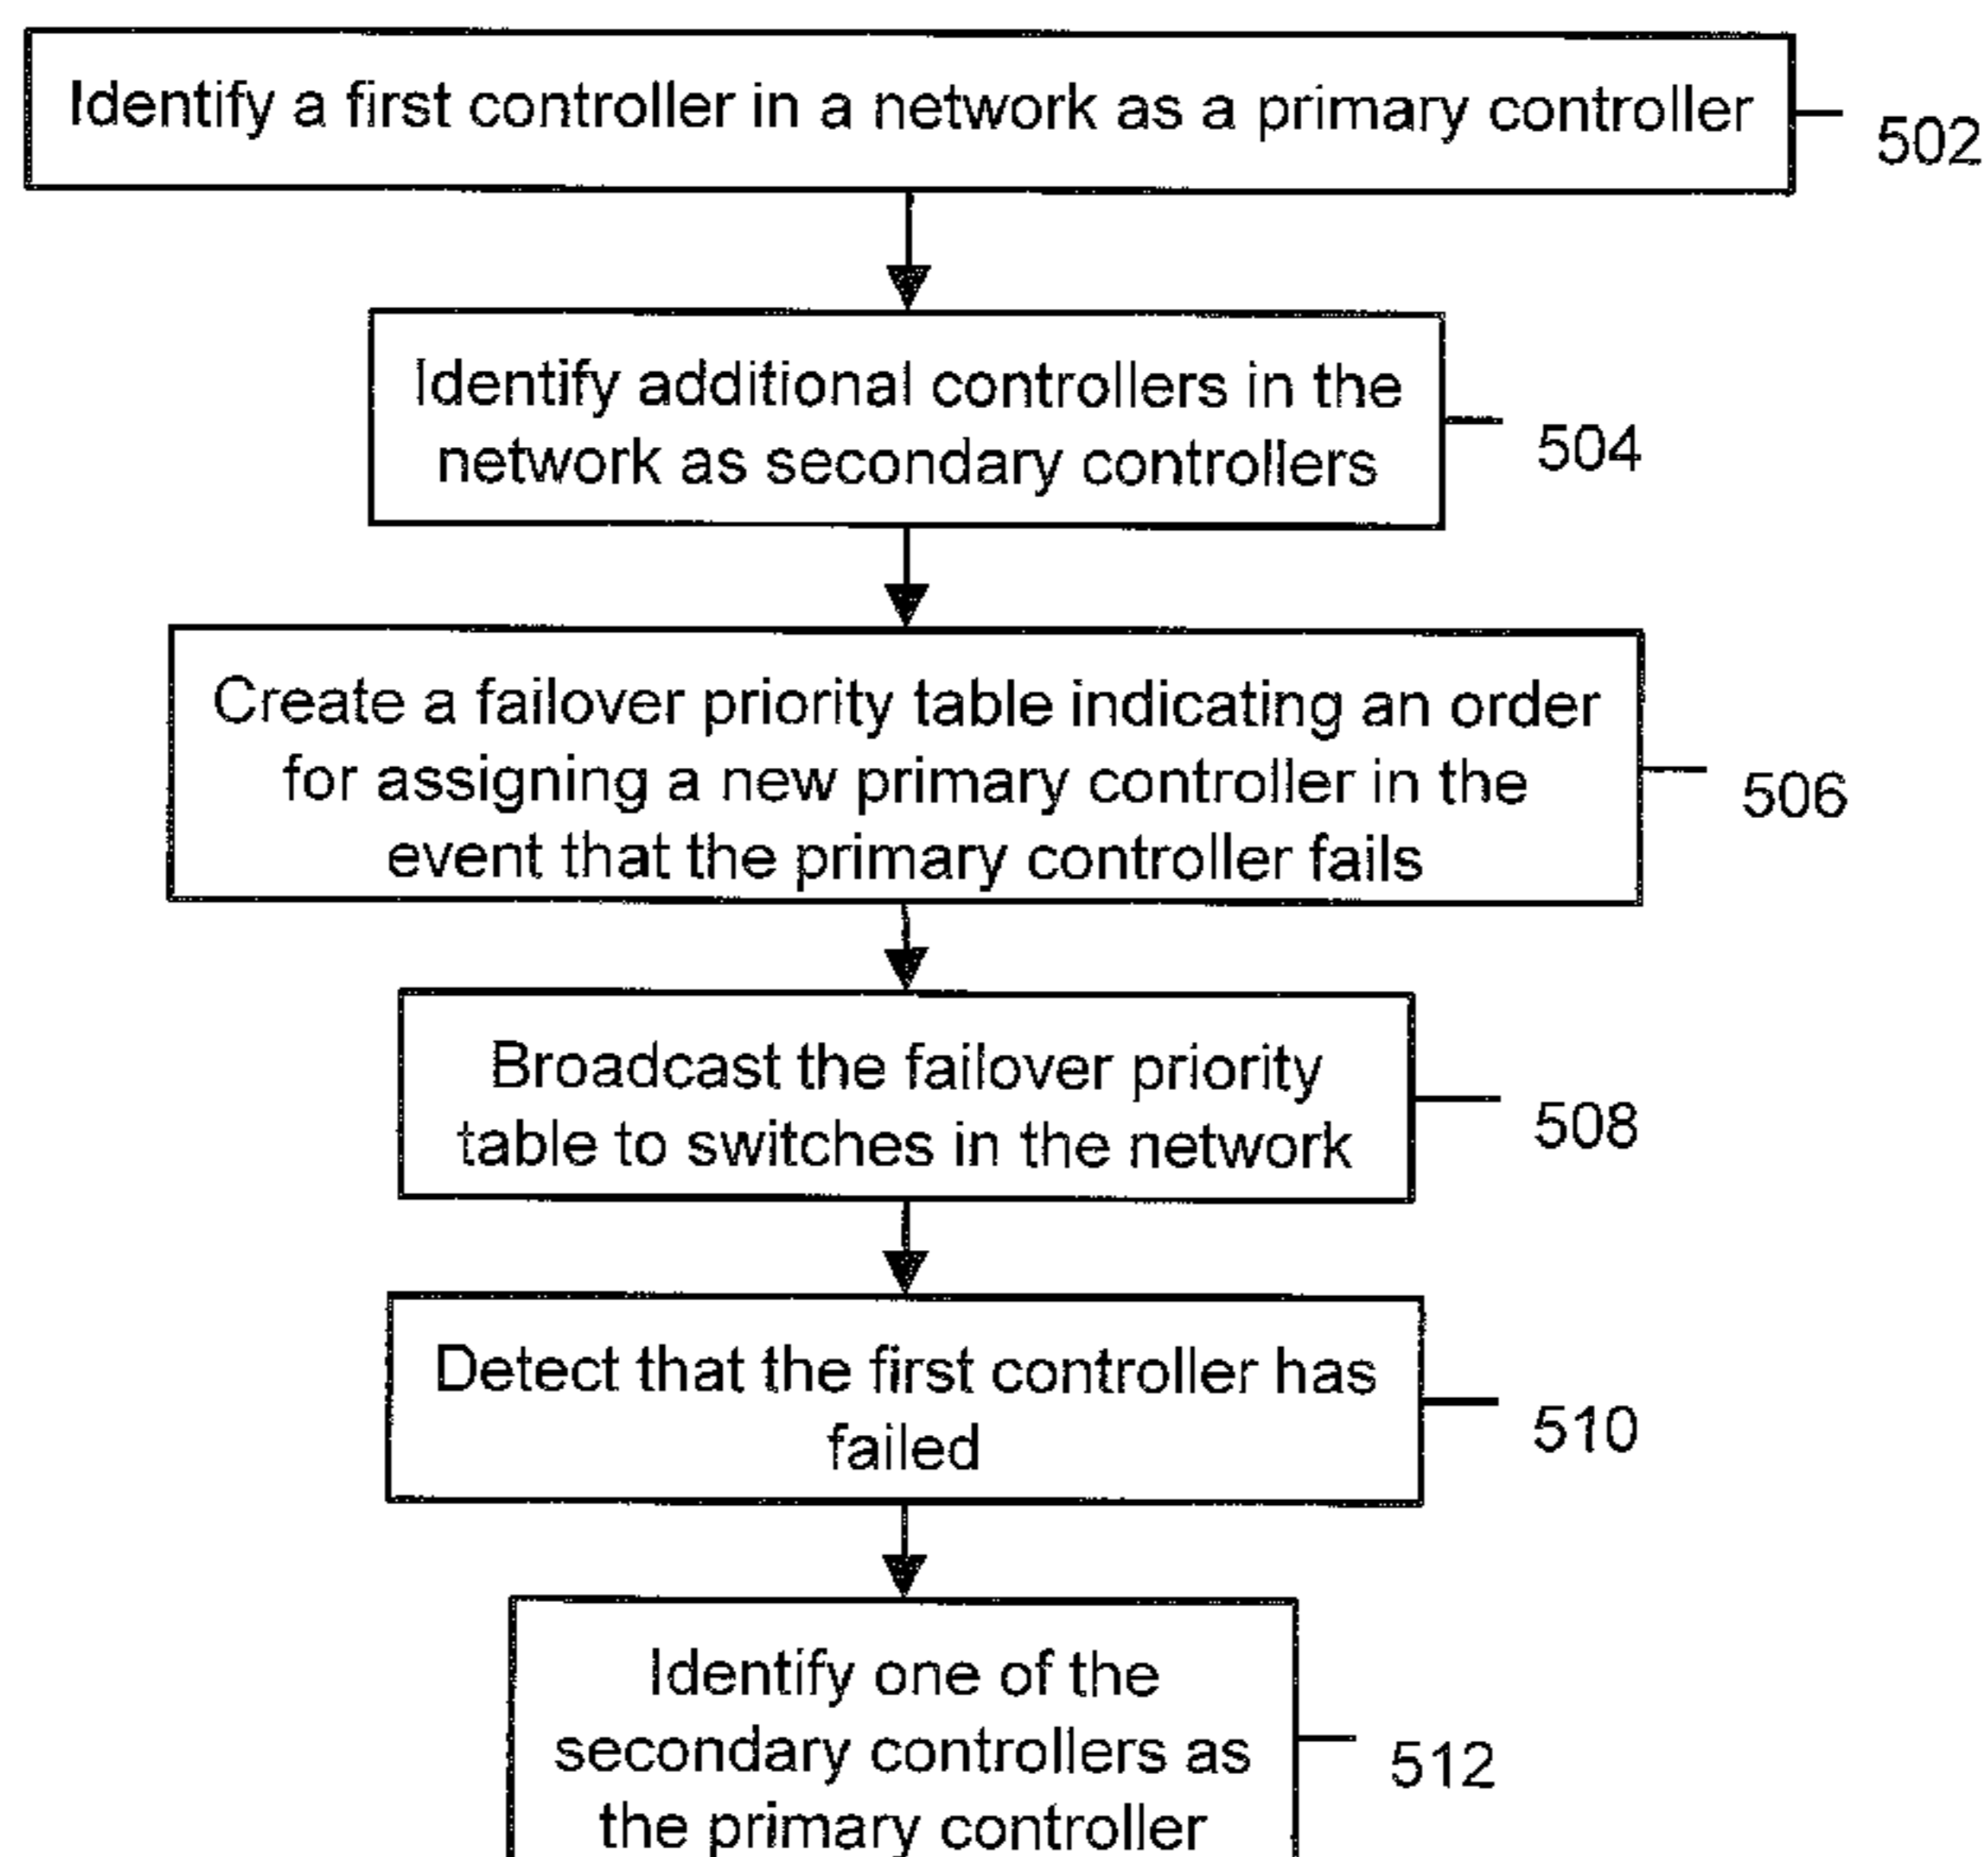 Identify a first controller in a network as a primary controller
502
Identify additional controllers in the
network as secondary controllers
504
Create a failover priority table indicating an order
for assigning a new primary controller in the
event that the primary controller fails
506
Broadcast the failover priority
table to switches in the network
508
Detect that the first controller has
failed
510
Identify one of the
secondary controllers as
the primary controller
512